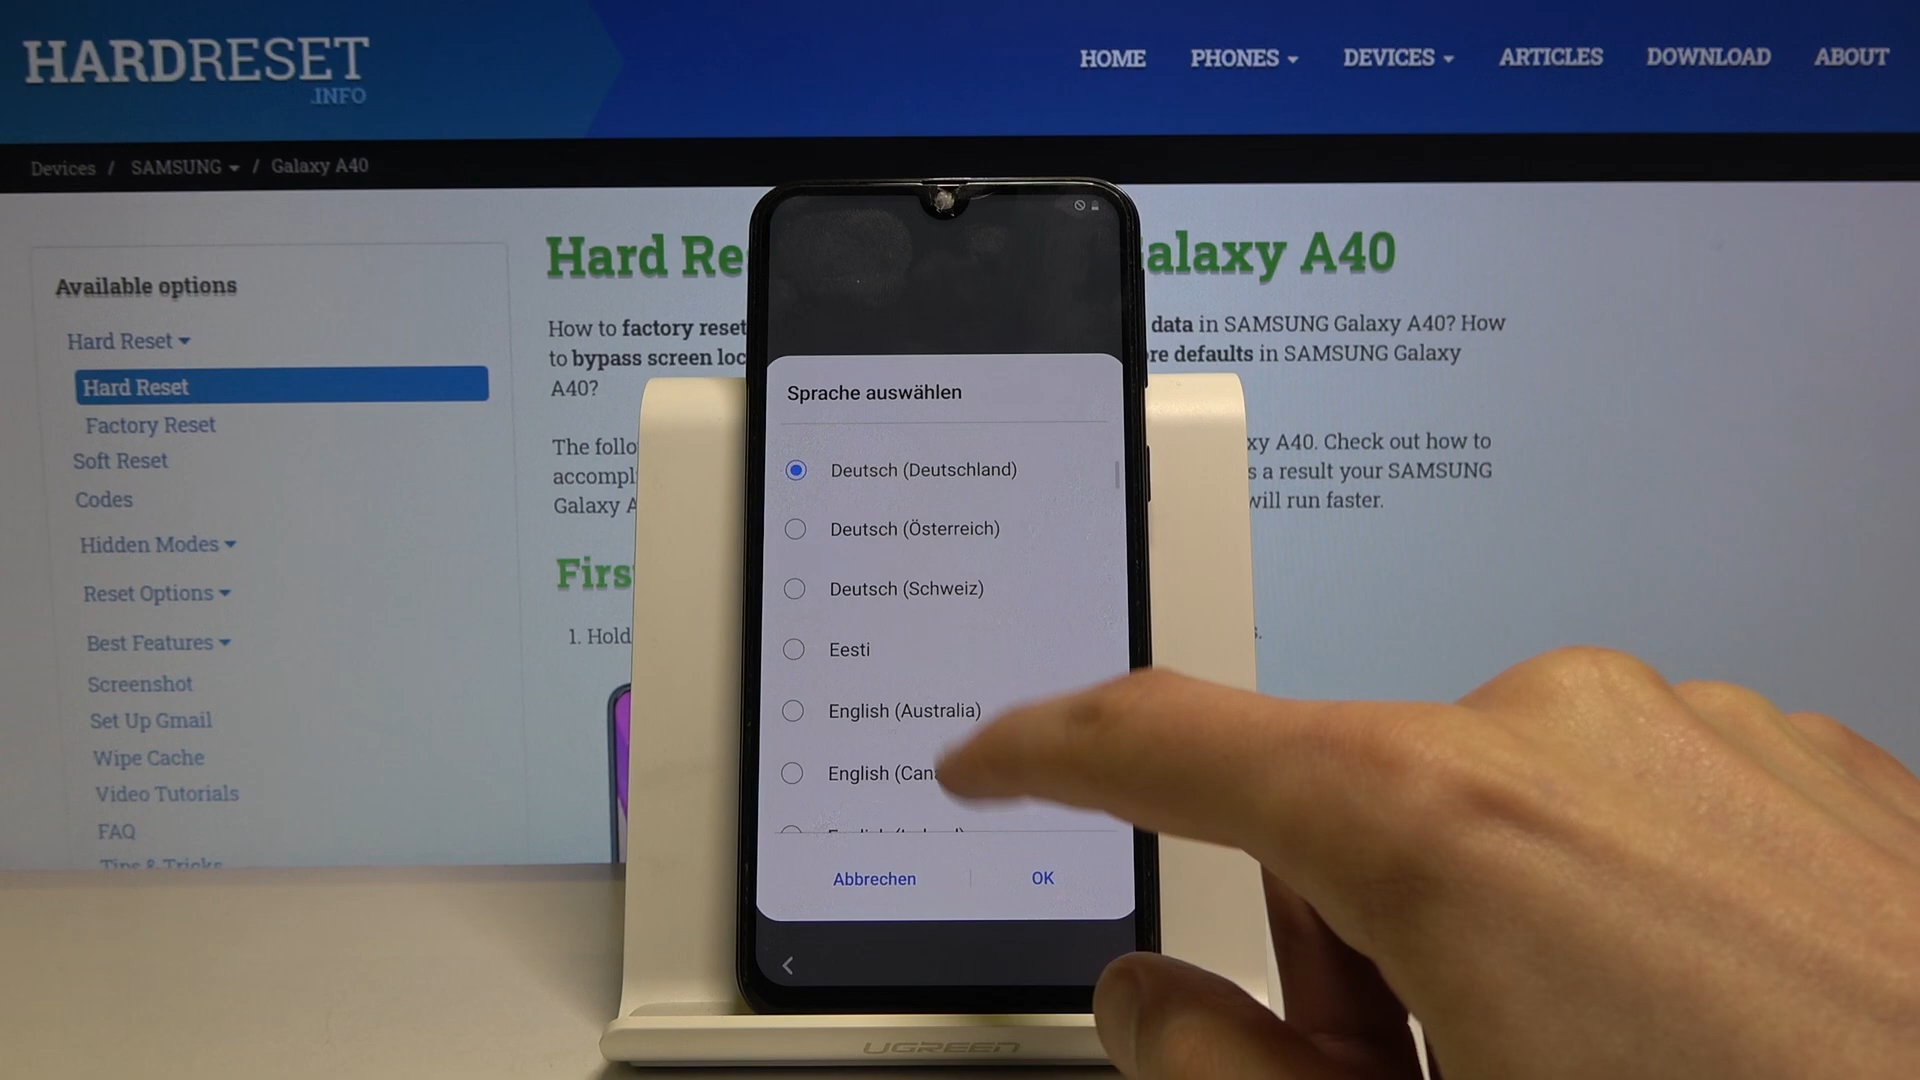 HARDRESET
.INFO
HOME PHONES DEVICES ARTICLES DOWNLOAD ABOUT
Devices / SAMSUNG / Galaxy A40
Available options
Hard Reset
Hard Reset
Factory Reset
Soft Reset
Codes
Hidden Modes
Reset Options
Best Features
Screenshot
Set Up Gmail
Wipe Cache
Video Tutorials
FAQ
Tips & Tricks
Hard Re
alaxy A40
How to factory reset
data in SAMSUNG Galaxy A40? How
to bypass screen loc
re defaults in SAMSUNG Galaxy
A40?
The follo
xy A40. Check out how to
accompl
s a result your SAMSUNG
Galaxy A
will run faster.
Firs
1. Hold
Sprache auswählen
Deutsch (Deutschland)
Deutsch (Österreich)
Deutsch (Schweiz)
Eesti
English (Australia)
English (Can
Abbrechen OK
UGREEN